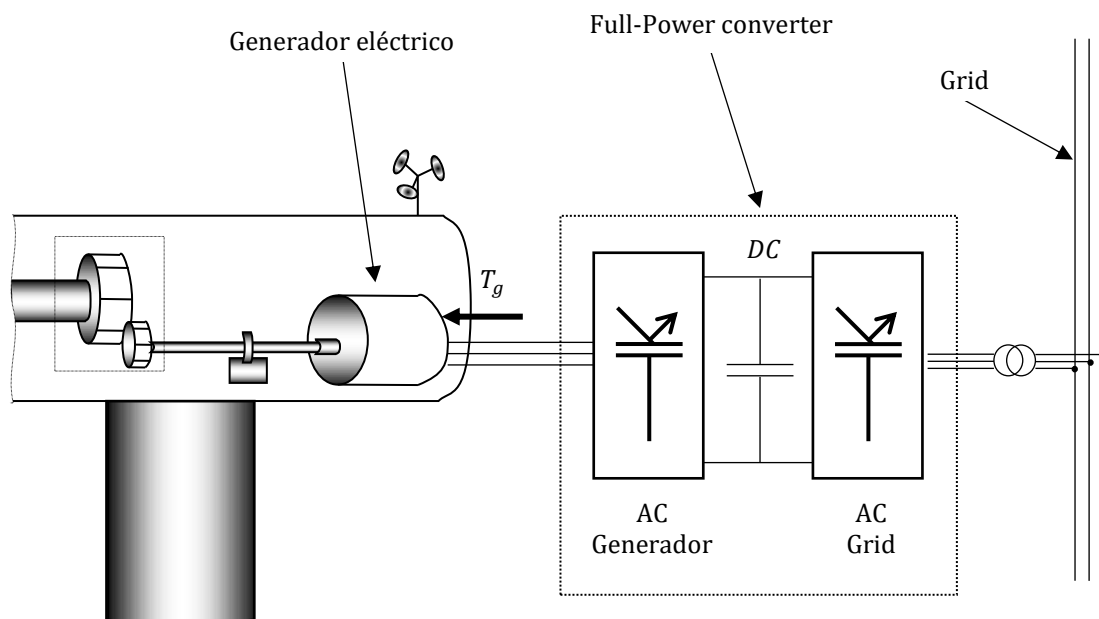 Full-Power converter
Generador eléctrico
Grid
DC
T_g
AC
Generador
AC
Grid